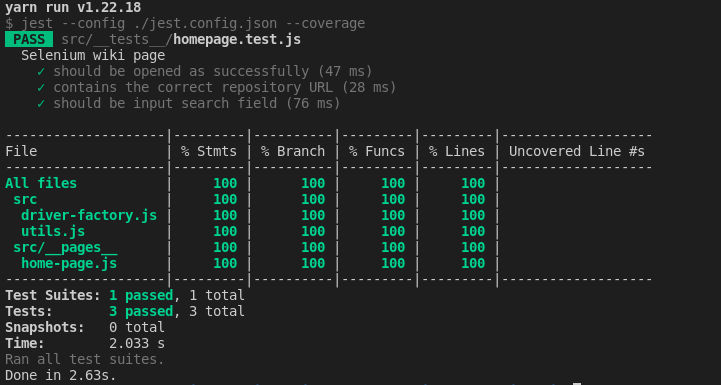 yarn run v1.22.18
$ jest --config ./jest.config.json --coverage
PASS src/__tests__/homepage.test.js
Selenium wiki page
✓ should be opened as successfully (47 ms)
✓ contains the correct repository URL (28 ms)
✓ should be input search field (76 ms)
--------------------|---------|----------|---------|---------|-------------------
File                | % Stmts | % Branch | % Funcs | % Lines | Uncovered Line #s
--------------------|---------|----------|---------|---------|-------------------
All files           |     100 |      100 |     100 |     100 |
 src                |     100 |      100 |     100 |     100 |
  driver-factory.js |     100 |      100 |     100 |     100 |
  utils.js          |     100 |      100 |     100 |     100 |
 src/__pages__      |     100 |      100 |     100 |     100 |
  home-page.js      |     100 |      100 |     100 |     100 |
--------------------|---------|----------|---------|---------|-------------------
Test Suites: 1 passed, 1 total
Tests:       3 passed, 3 total
Snapshots:   0 total
Time:        2.033 s
Ran all test suites.
Done in 2.63s.